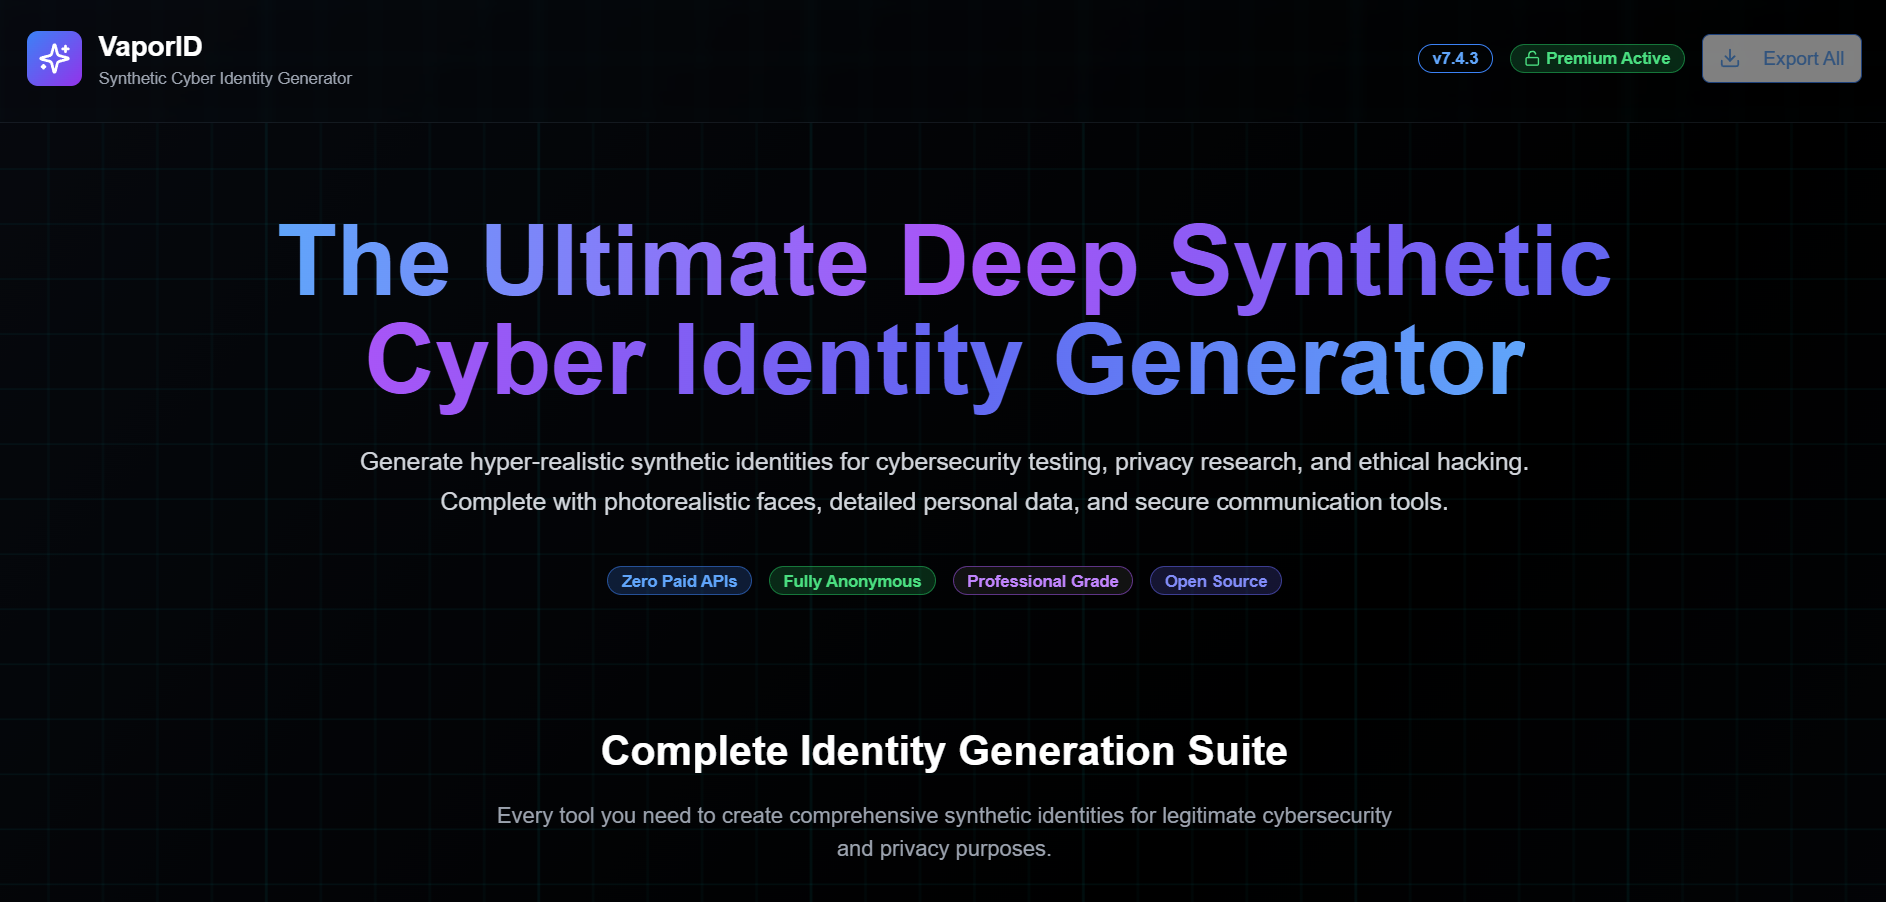 VaporID
Synthetic Cyber Identity Generator
v7.4.3
Premium Active
Export All
The Ultimate Deep Synthetic
Cyber Identity Generator
Generate hyper-realistic synthetic identities for cybersecurity testing, privacy research, and ethical hacking.
Complete with photorealistic faces, detailed personal data, and secure communication tools.
Zero Paid APIs
Fully Anonymous
Professional Grade
Open Source
Complete Identity Generation Suite
Every tool you need to create comprehensive synthetic identities for legitimate cybersecurity
and privacy purposes.